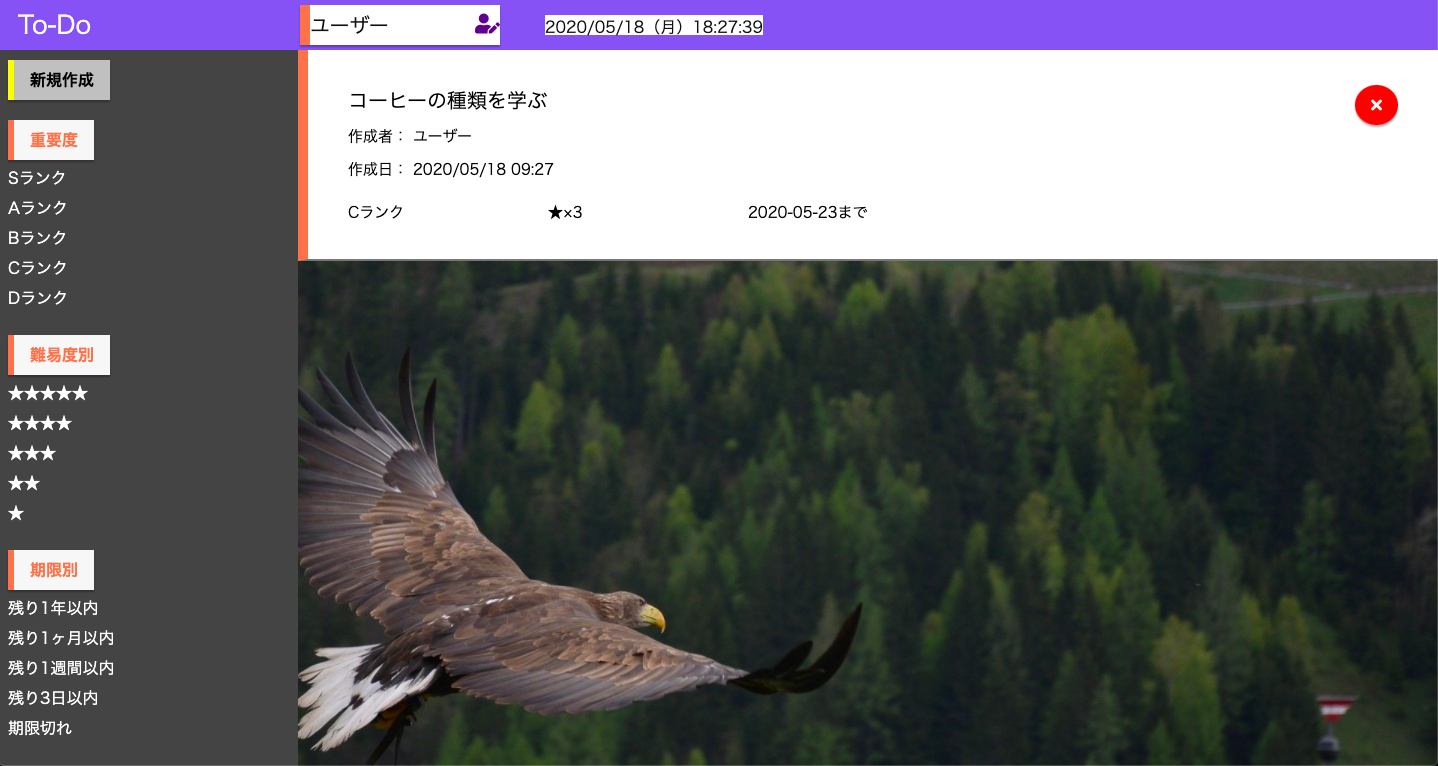 To-Do
ユーザー
2020/05/18（月）18:27:39
新規作成
重要度
Sランク
Aランク
Bランク
Cランク
Dランク
難易度別
★★★★★
★★★★
★★★
★★
★
期限別
残り1年以内
残り1ヶ月以内
残り1週間以内
残り3日以内
期限切れ
コーヒーの種類を学ぶ
作成者： ユーザー
作成日： 2020/05/18 09:27
Cランク ★×3 2020-05-23まで